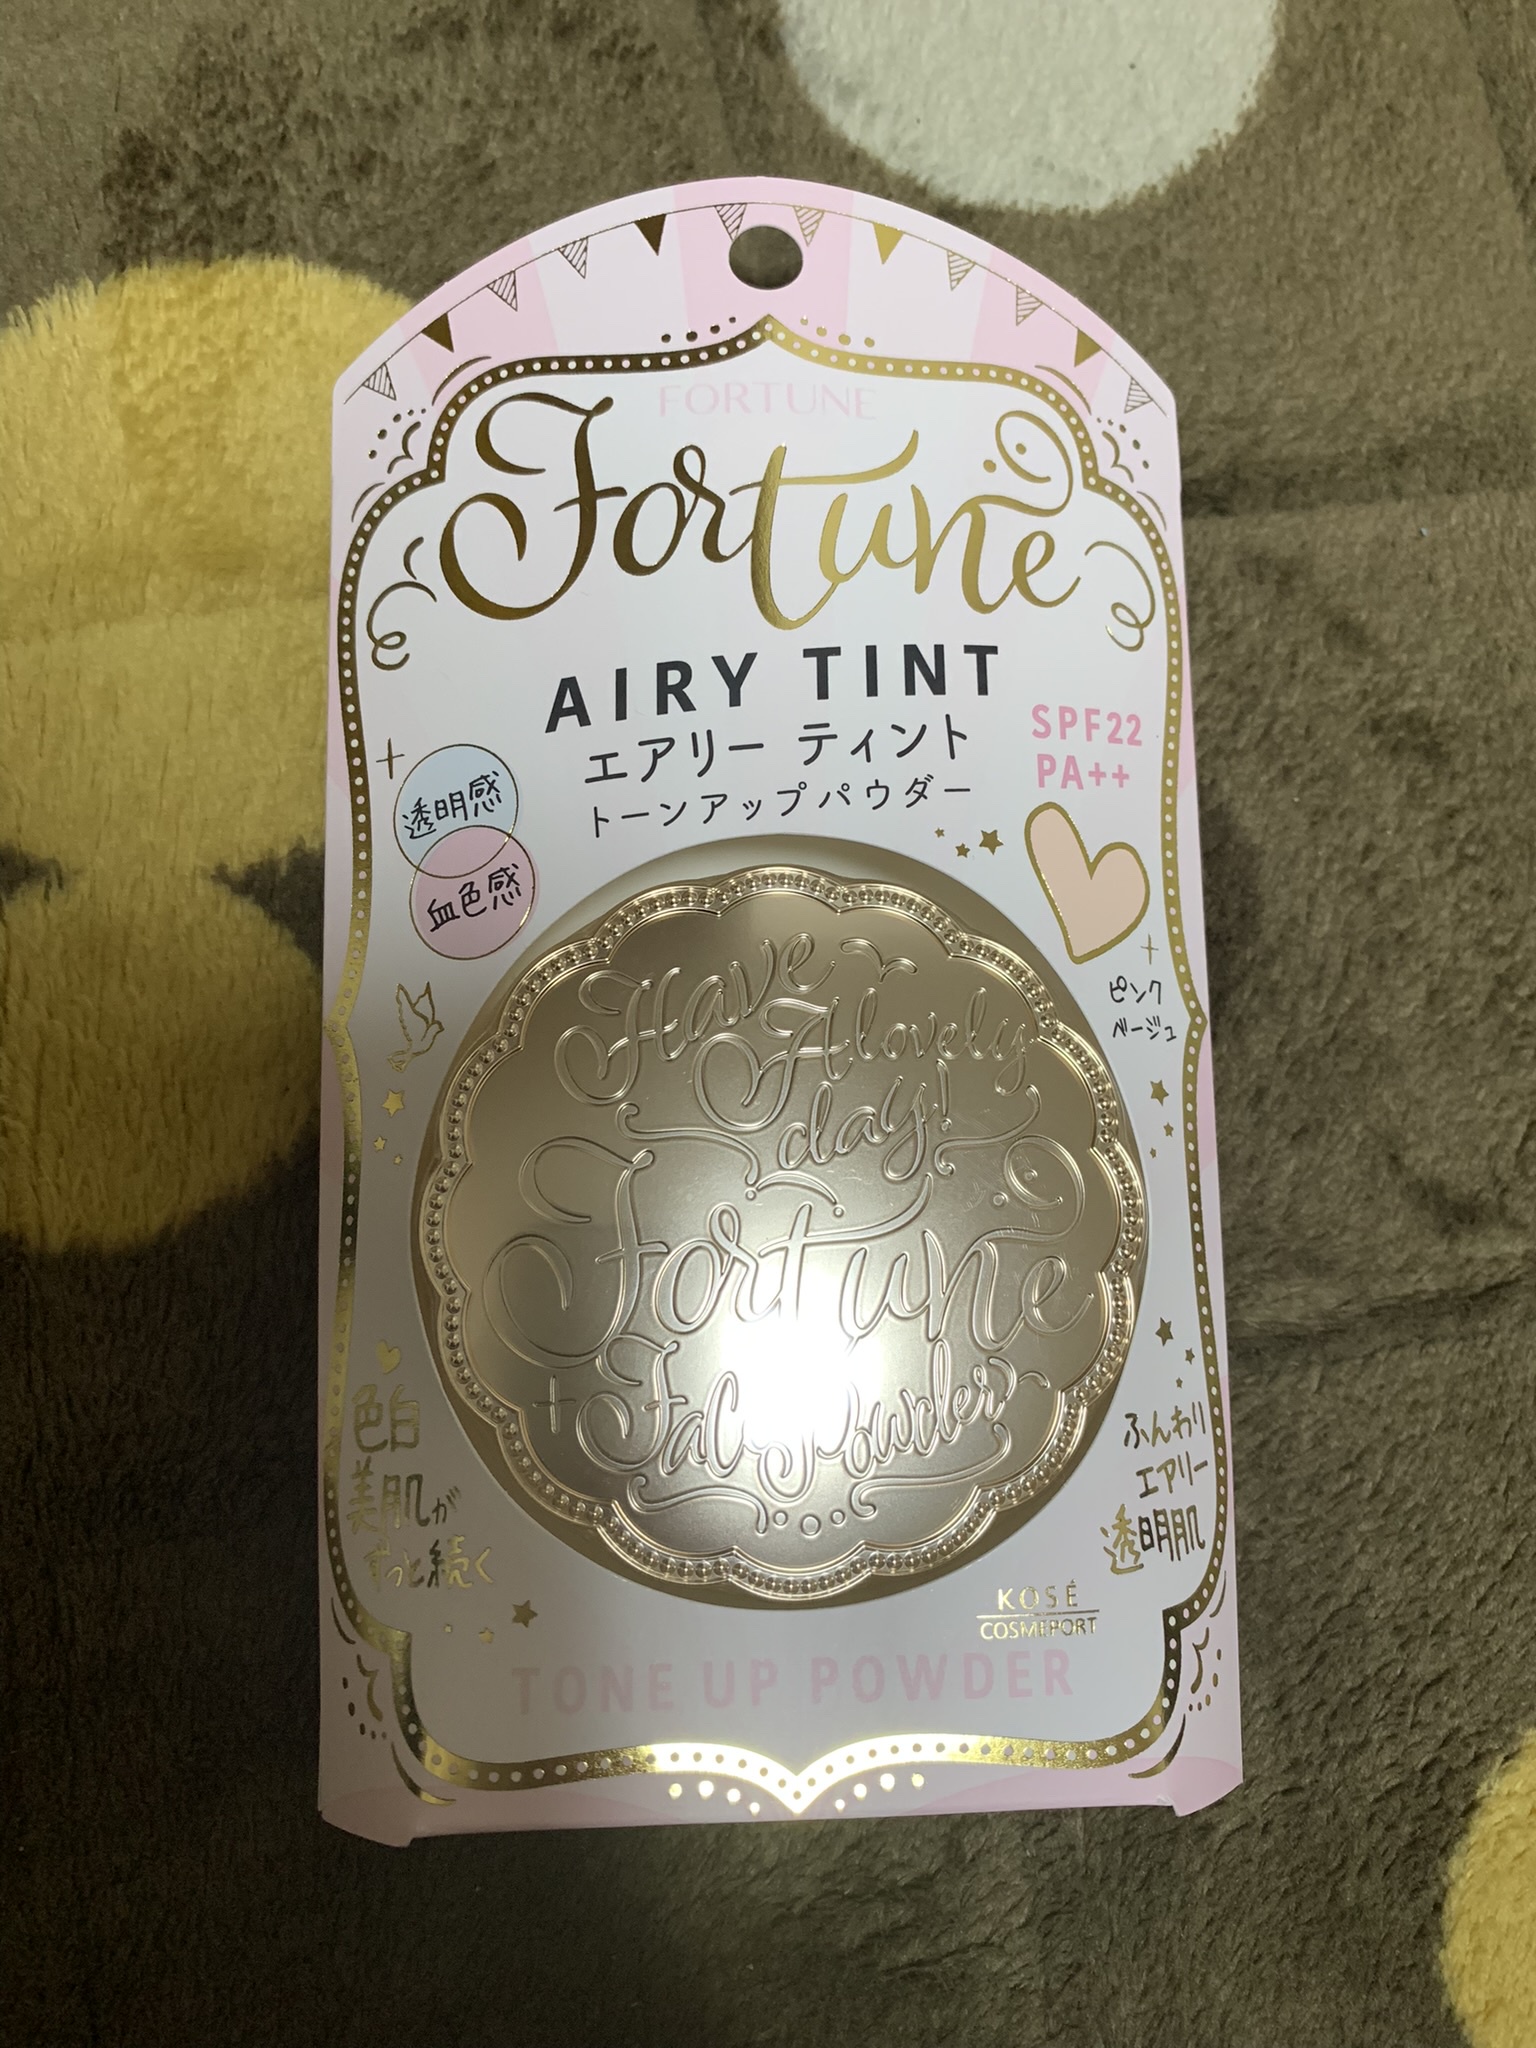 FORTUNE
Fortune
AIRY TINT
エアリー ティント
トーンアップパウダー
SPF22
PA++
透明感
血色感
ピンク
ベージュ
Have
A lovely
day!
Fortune
Face Powder
色白
美肌が
ずっと続く
ふんわり
エアリー
透明肌
KOSÉ
COSMEPORT
TONE UP POWDER